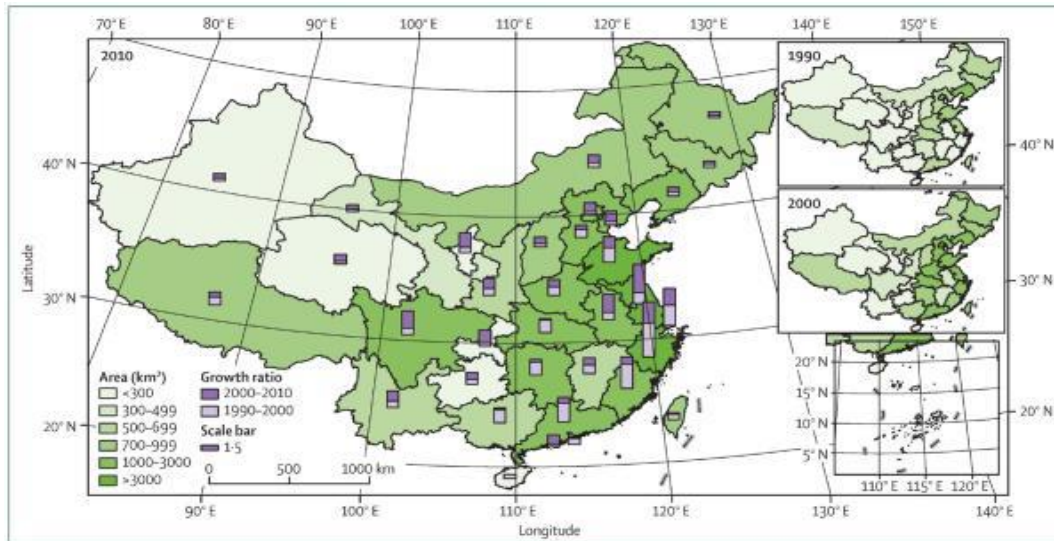 70° E 80° E 90° E 100° E 110° E 120° E 130° E 140° E 150° E
2010
1990
40° N
40° N
2000
30° N
30° N
Latitude
20° N
20° N
Area (km²)
<300
300–499
500–699
700–999
1000–3000
>3000
Growth ratio
2000–2010
1990–2000
Scale bar
1·5
0 500 1000 km
20° N
15° N
10° N
5° N
110° E 115° E 120° E
90° E 100° E 110° E 120° E 130° E 140° E
Longitude